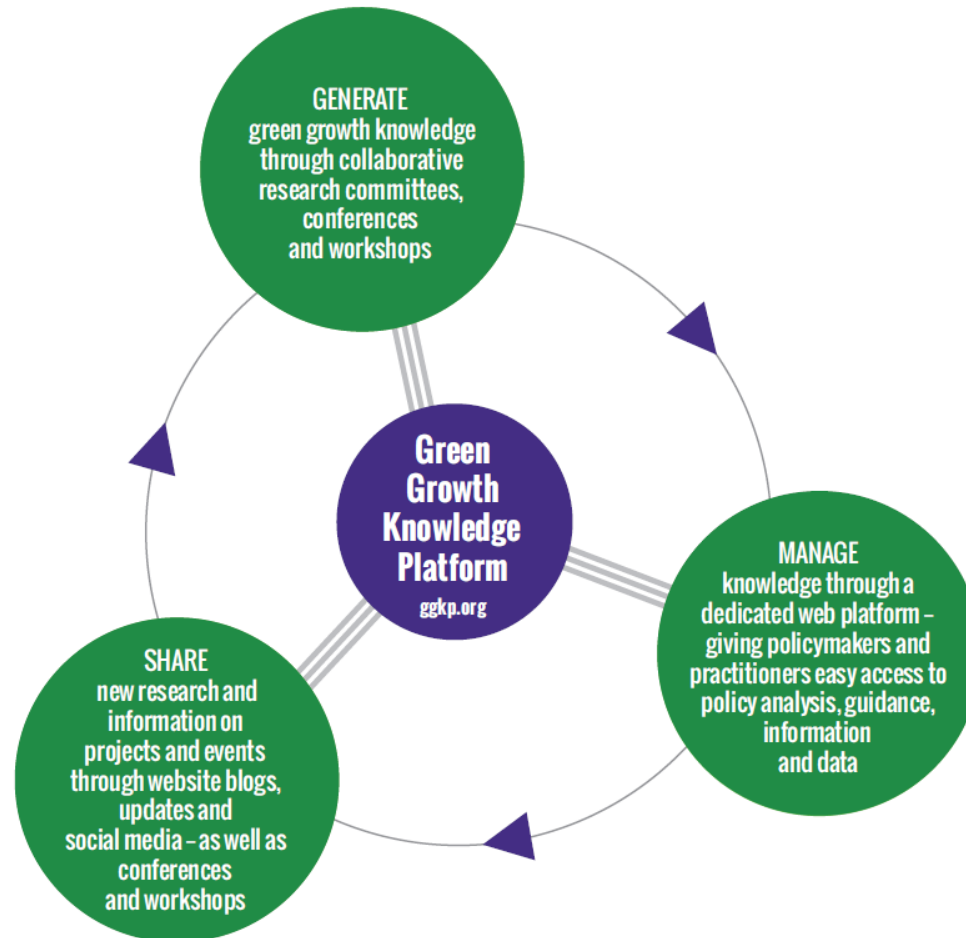 GENERATE
green growth knowledge
through collaborative
research committees,
conferences
and workshops
Green
Growth
Knowledge
Platform
ggkp.org
MANAGE
knowledge through a
dedicated web platform –
giving policymakers and
practitioners easy access to
policy analysis, guidance,
information
and data
SHARE
new research and
information on
projects and events
through website blogs,
updates and
social media – as well as
conferences
and workshops